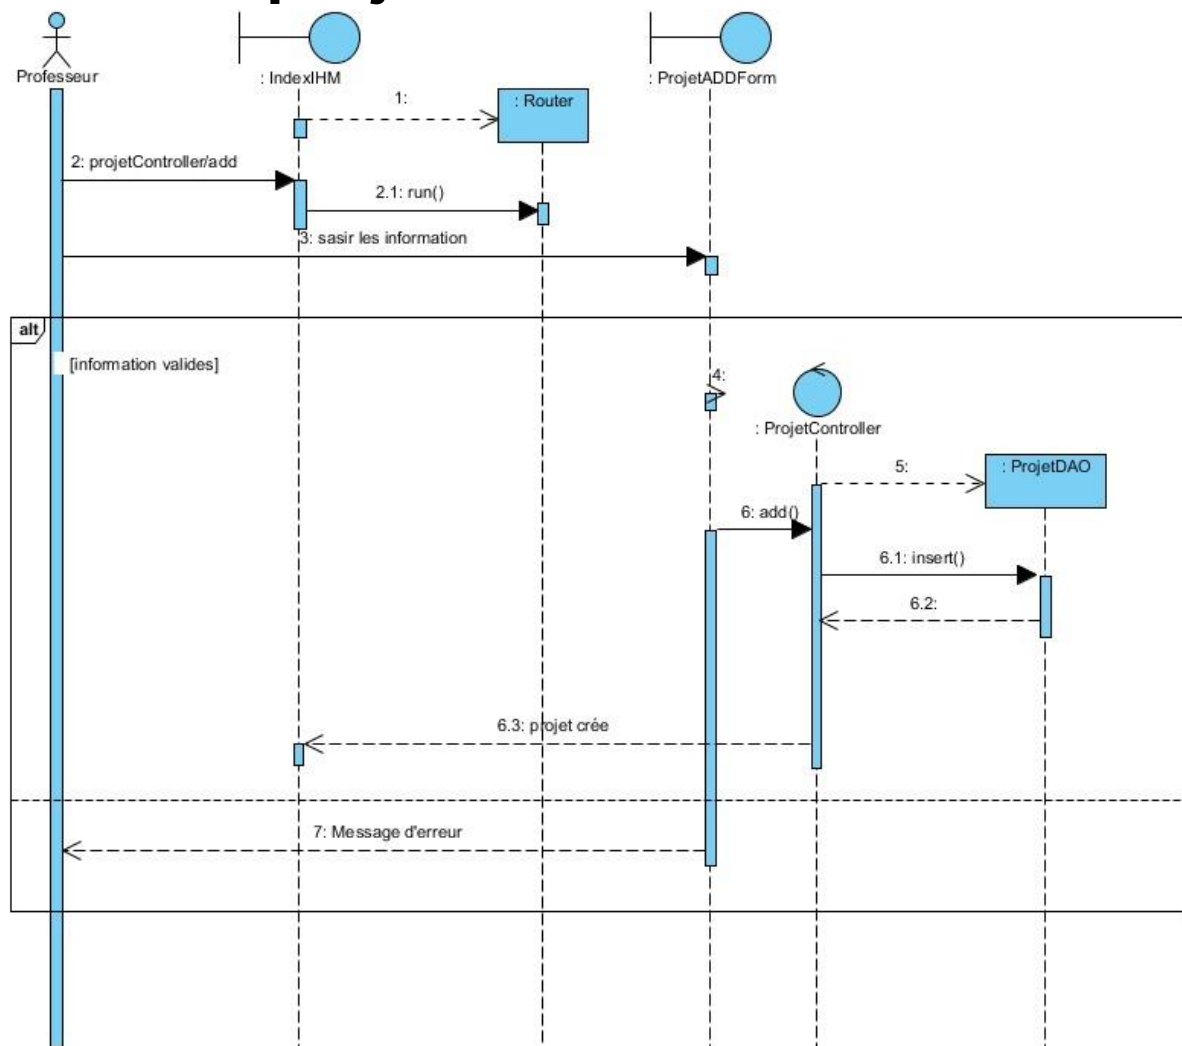 Professeur
: IndexIHM
: ProjetADDForm
1:
: Router
2: projetController/add
2.1: run()
3: sasir les information
alt
[information valides]
4:
: ProjetController
5:
: ProjetDAO
6: add()
6.1: insert()
6.2:
6.3: projet crée
7: Message d'erreur